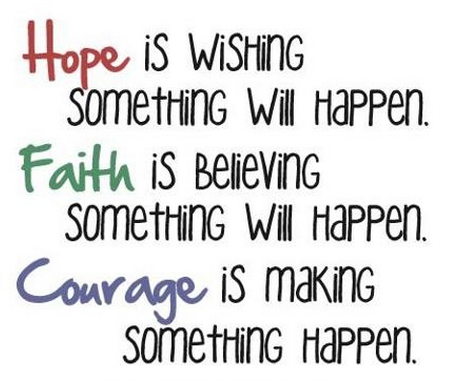 Hope is wishing
something will happen.
Faith is believing
something will happen.
Courage is making
something happen.